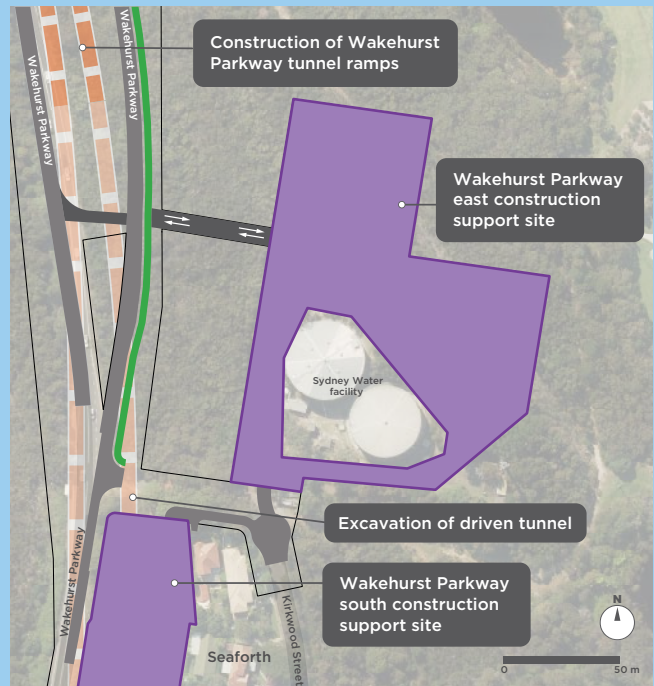 Construction of Wakehurst
Parkway tunnel ramps
Wakehurst Parkway
Wakehurst Parkway
Wakehurst Parkway
east construction
support site
Sydney Water
facility
Excavation of driven tunnel
Wakehurst Parkway
Wakehurst Parkway
south construction
support site
Kirkwood Street
Seaforth
N
0
50 m